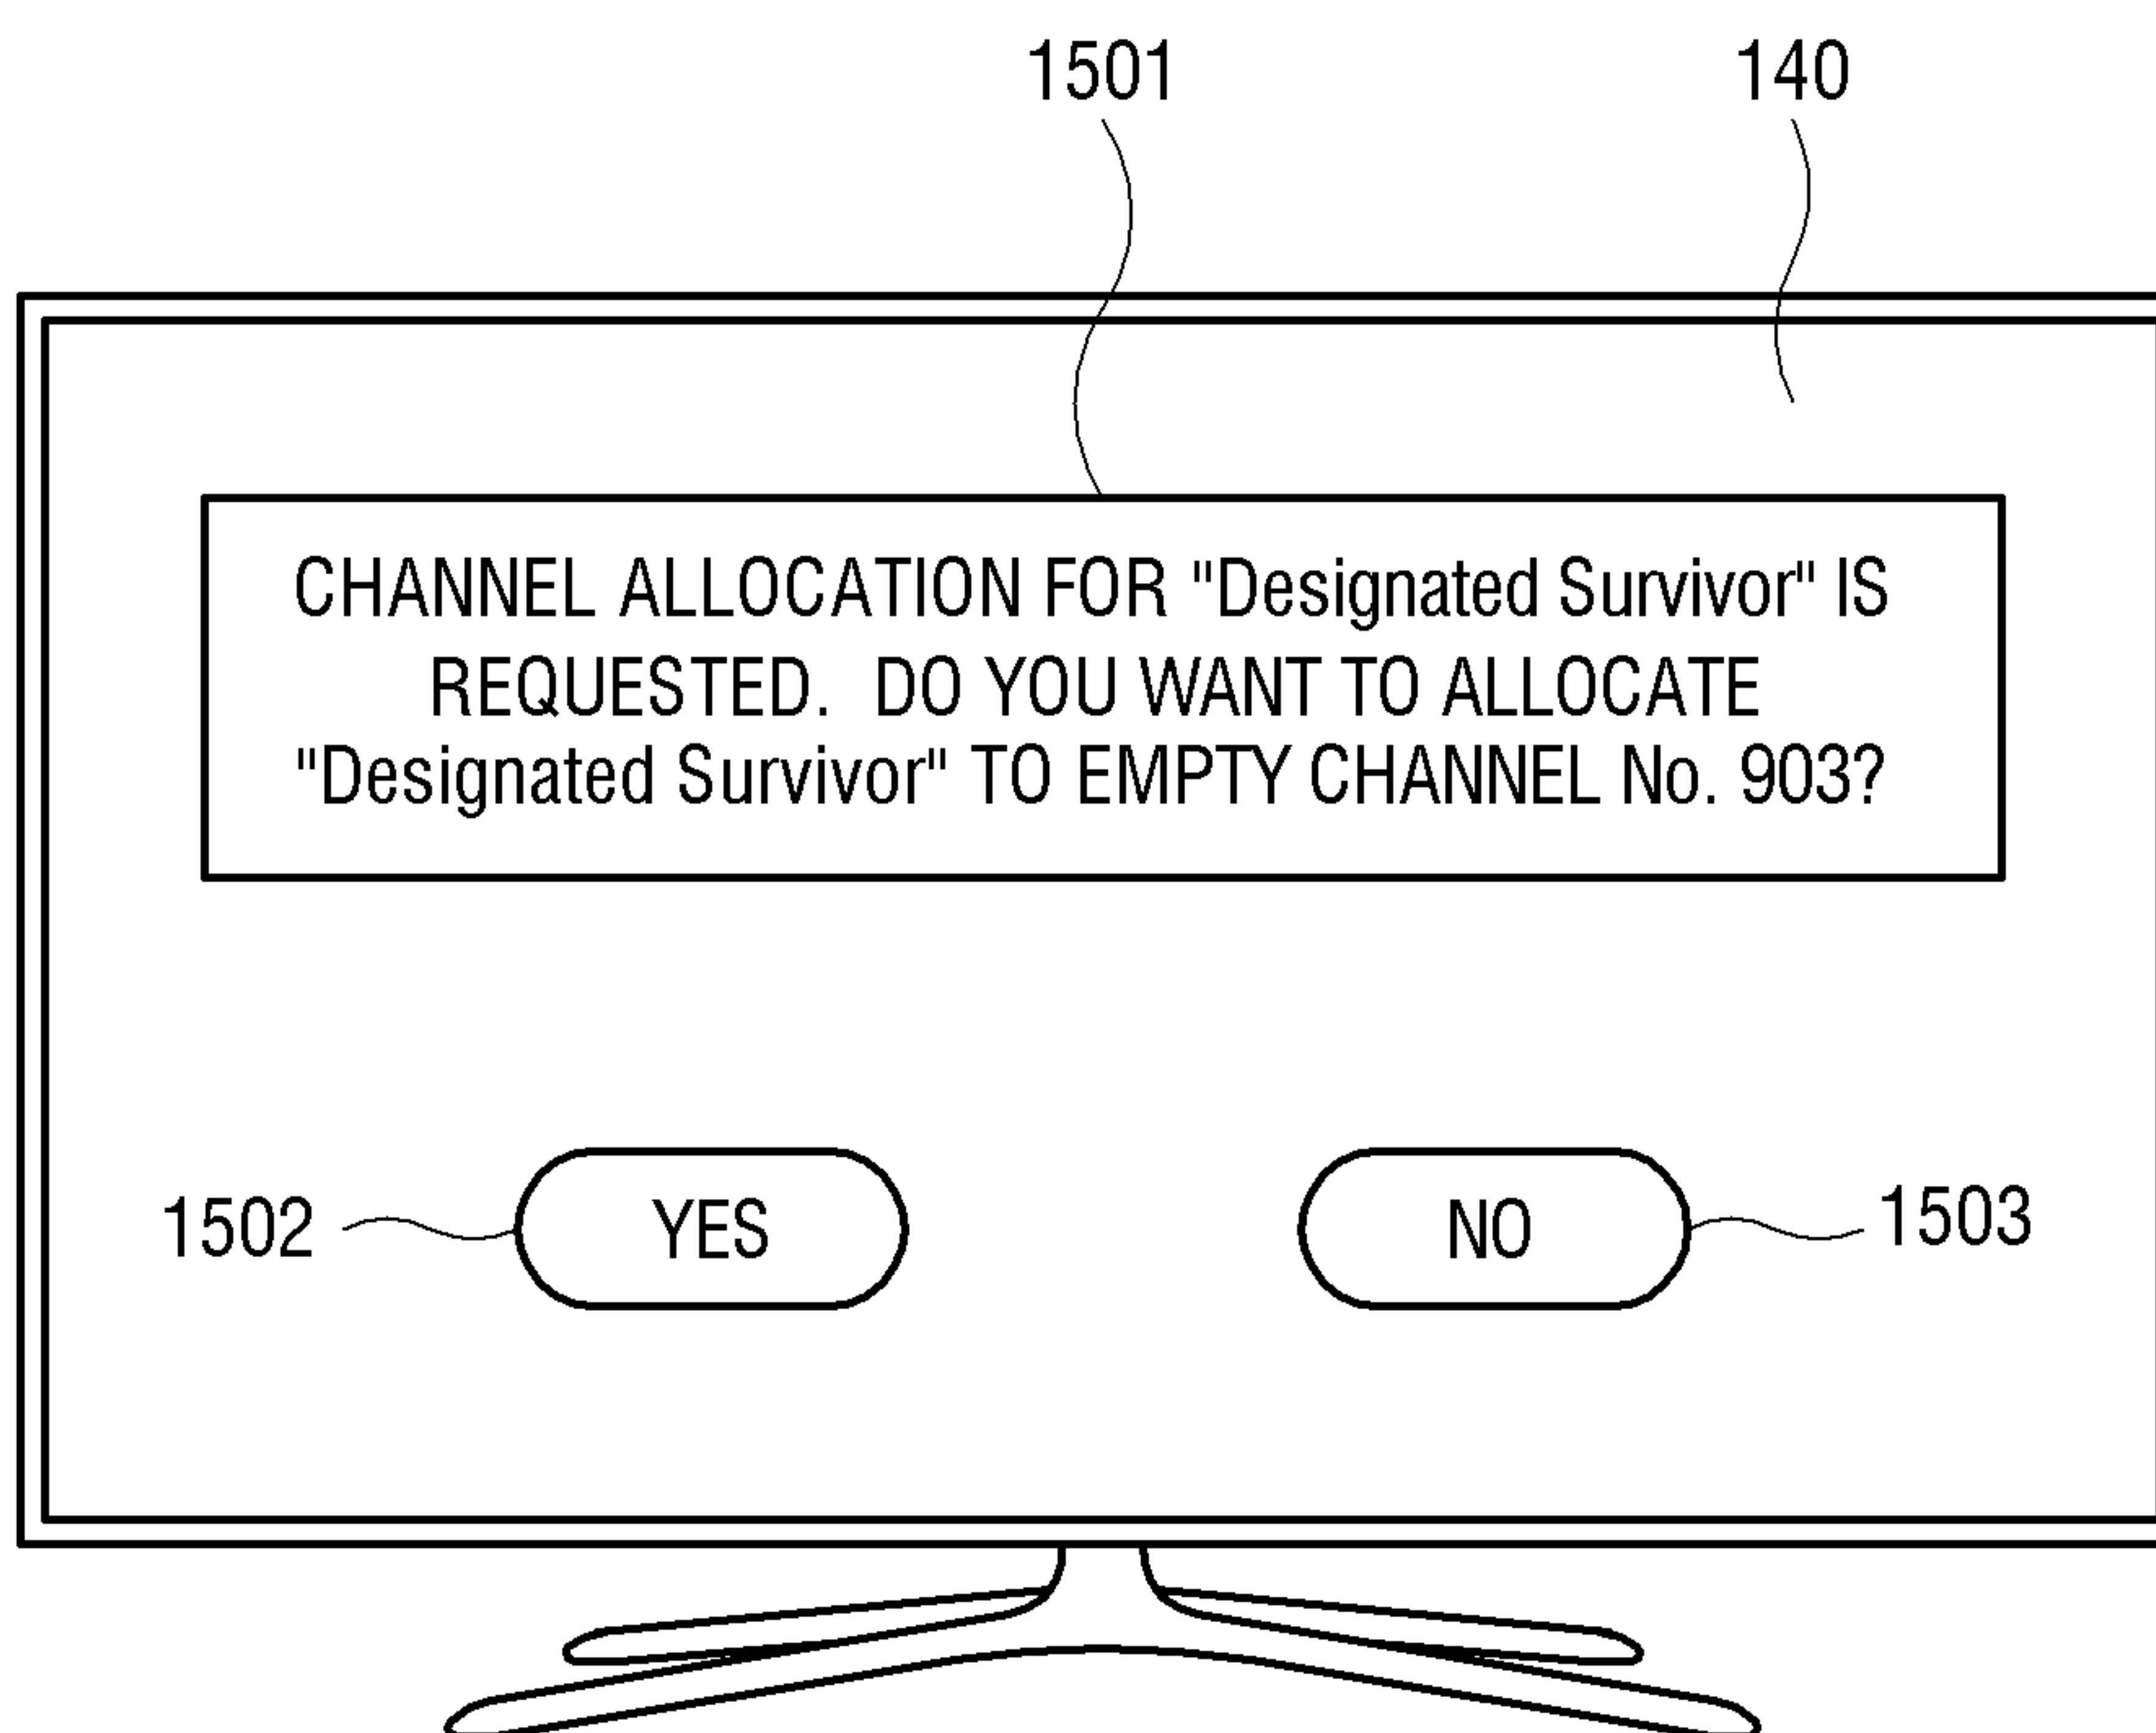 1501
140
CHANNEL ALLOCATION FOR "Designated Survivor" IS
REQUESTED. DO YOU WANT TO ALLOCATE
"Designated Survivor" TO EMPTY CHANNEL No. 903?
1502
YES
NO
1503